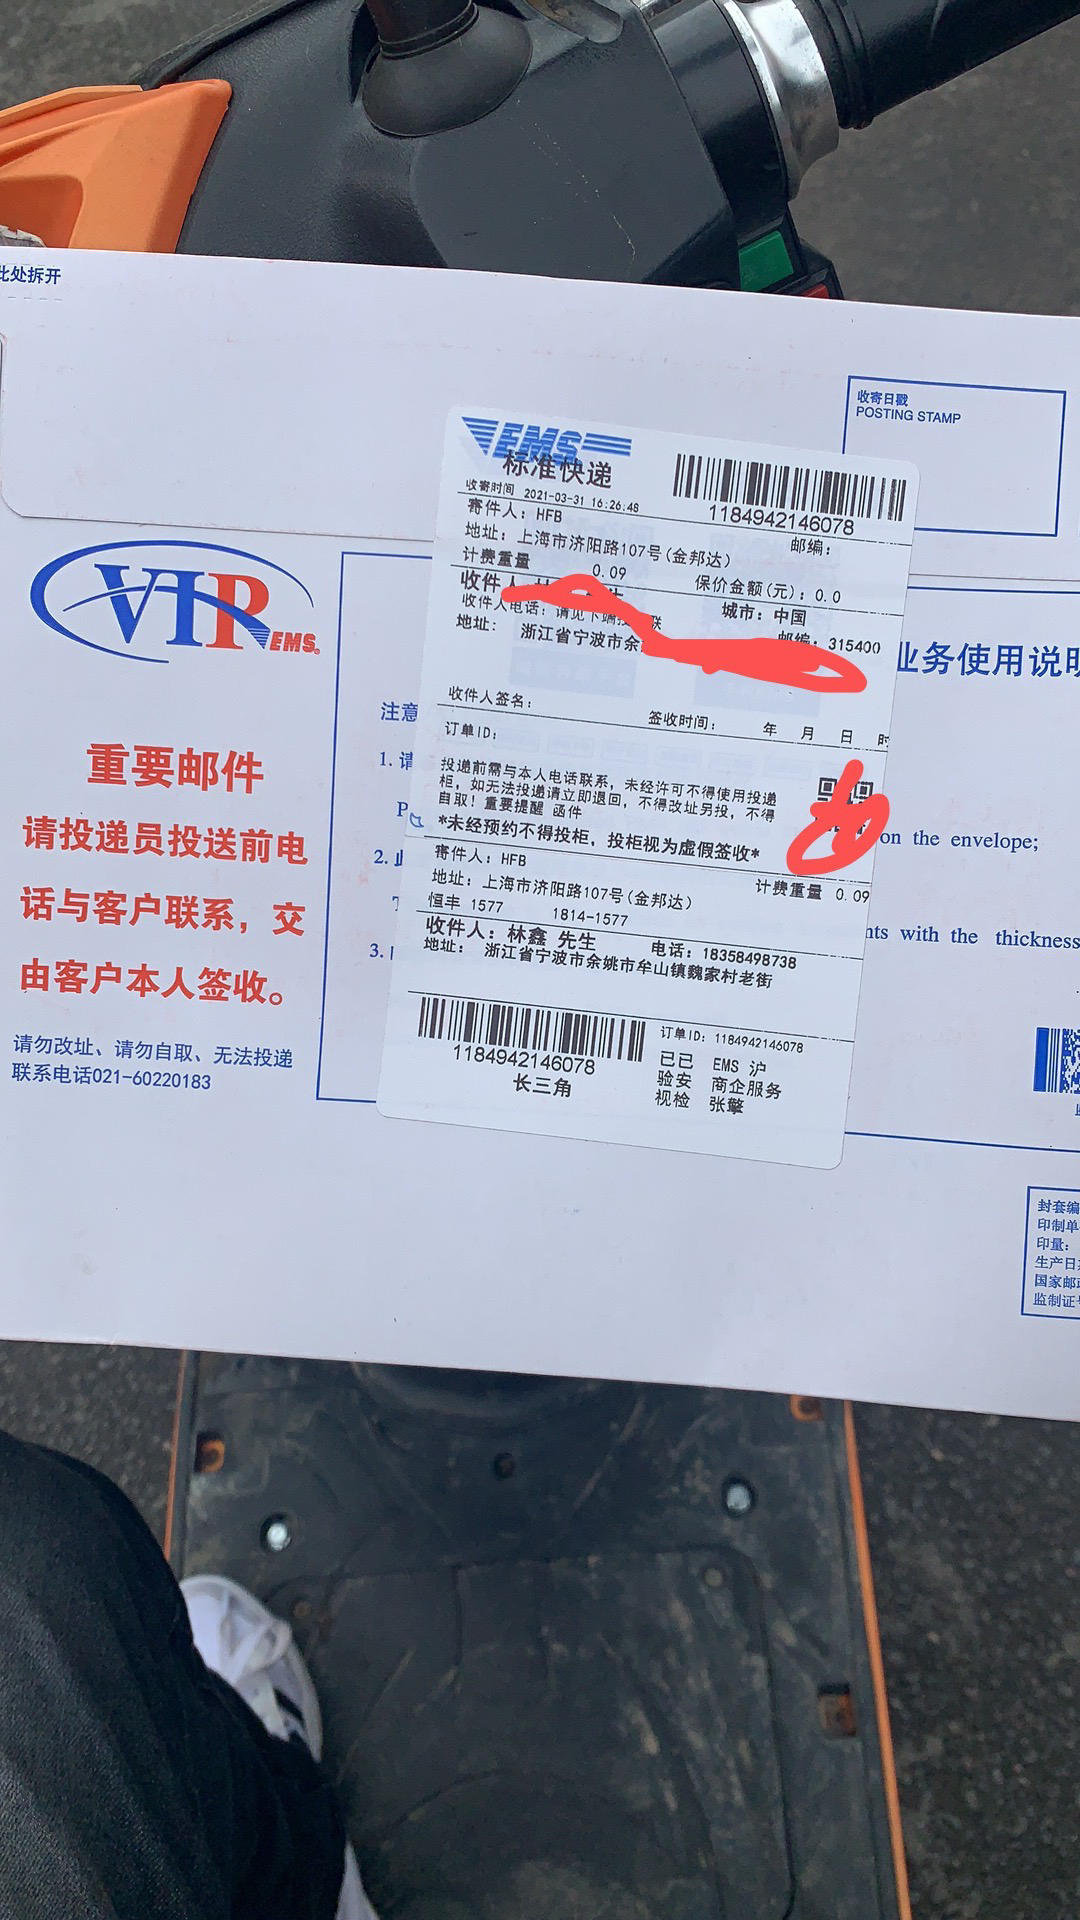 此处拆开
收寄日戳
POSTING STAMP
EMS
标准快递
收寄时间 2021-03-31 16:26:48
1184942146078
寄件人：HFB
邮编：
地址：上海市济阳路107号(金邦达)
计费重量 0.09
保价金额(元)：0.0
收件人
城市：中国
收件人电话：请见下端投 联
邮编：315400
地址： 浙江省宁波市余
收件人签名：
签收时间： 年 月 日 时
订单ID：
投递前需与本人电话联系，未经许可不得使用投递
柜，如无法投递请立即退回，不得改址另投，不得
自取！重要提醒 函件
*未经预约不得投柜，投柜视为虚假签收*
寄件人：HFB
计费重量 0.09
地址：上海市济阳路107号(金邦达)
恒丰 1577 1814-1577
收件人：林鑫 先生 电话：18358498738
地址： 浙江省宁波市余姚市牟山镇魏家村老街
1184942146078
长三角
订单ID：1184942146078
已已 EMS 沪
验安 商企服务
视检 张擎
VIP EMS
重要邮件
请投递员投送前电
话与客户联系，交
由客户本人签收。
请勿改址、请勿自取、无法投递
联系电话021-60220183
业务使用说明
注意
1. 请
P
on the envelope;
2. 此
nts with the thickness
3.
封套编
印制单
印量：
生产日
国家邮
监制证